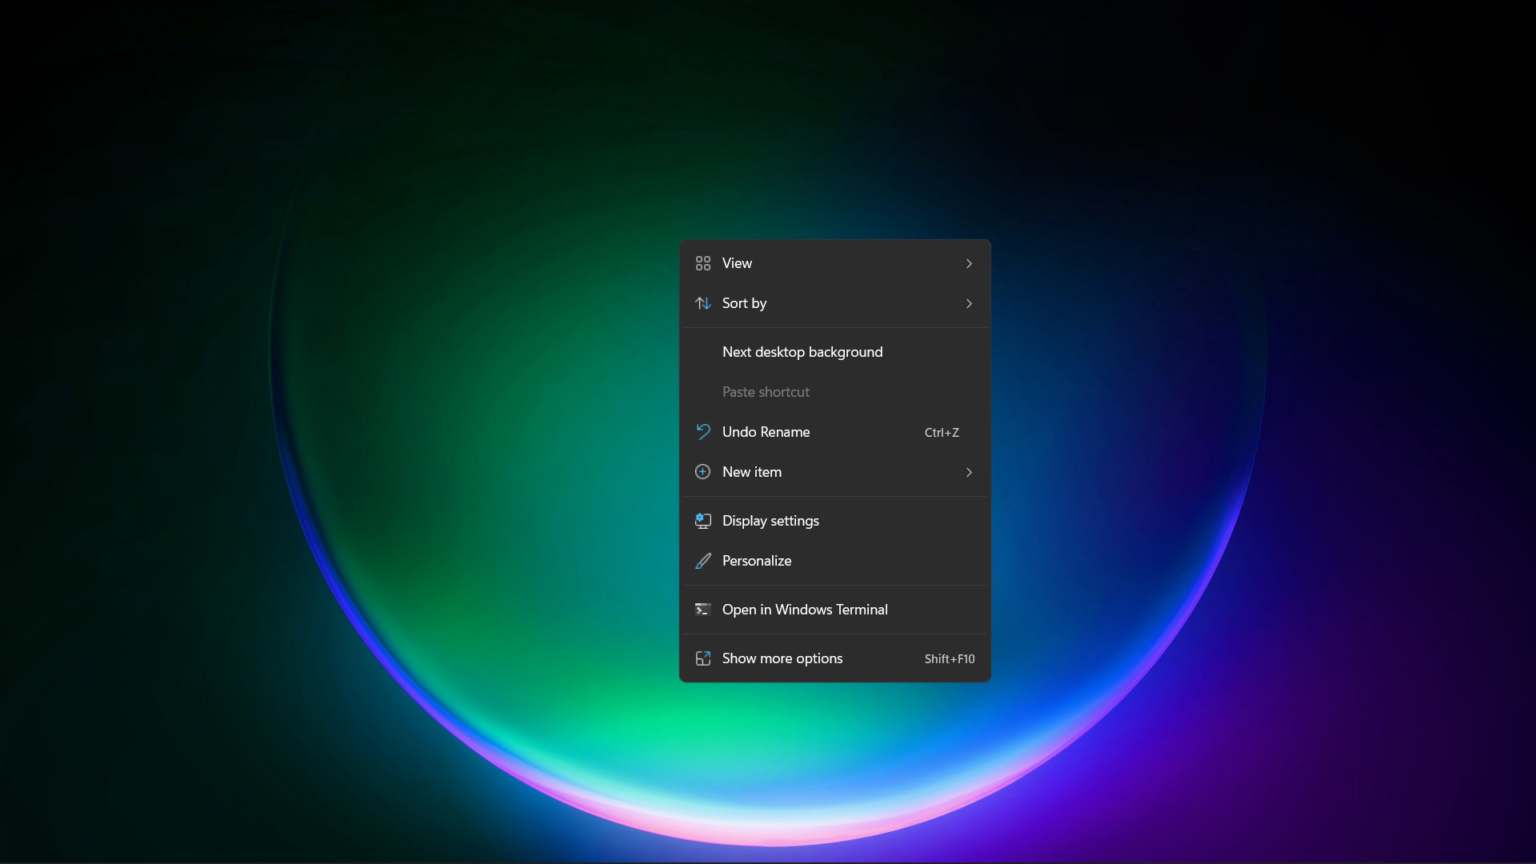 View
Sort by
Next desktop background
Paste shortcut
Undo Rename Ctrl+Z
New item
Display settings
Personalize
Open in Windows Terminal
Show more options Shift+F10